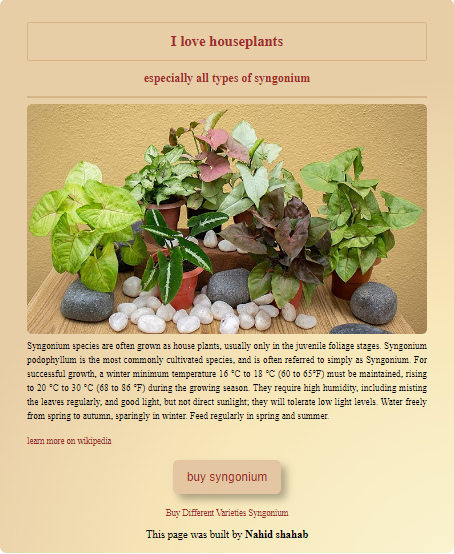 I love houseplants
especially all types of syngonium
Syngonium species are often grown as house plants, usually only in the juvenile foliage stages. Syngonium
podophyllum is the most commonly cultivated species, and is often referred to simply as Syngonium. For
successful growth, a winter minimum temperature 16 °C to 18 °C (60 to 65°F) must be maintained, rising
to 20 °C to 30 °C (68 to 86 °F) during the growing season. They require high humidity, including misting
the leaves regularly, and good light, but not direct sunlight; they will tolerate low light levels. Water freely
from spring to autumn, sparingly in winter. Feed regularly in spring and summer.
learn more on wikipedia
buy syngonium
Buy Different Varieties Syngonium
This page was built by Nahid shahab